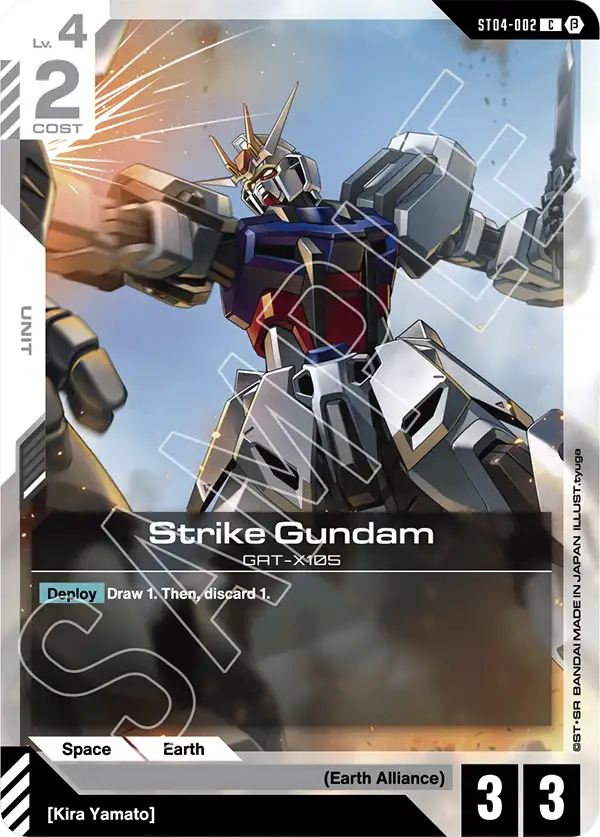 ST04-002 C β
Lv. 4
2
COST
UNIT
SAMPLE
Strike Gundam
GAT-X105
Deploy Draw 1. Then, discard 1.
Space Earth
(Earth Alliance)
[Kira Yamato]
3 3
©ST・SR BANDAI MADE IN JAPAN ILLUST.tyuga